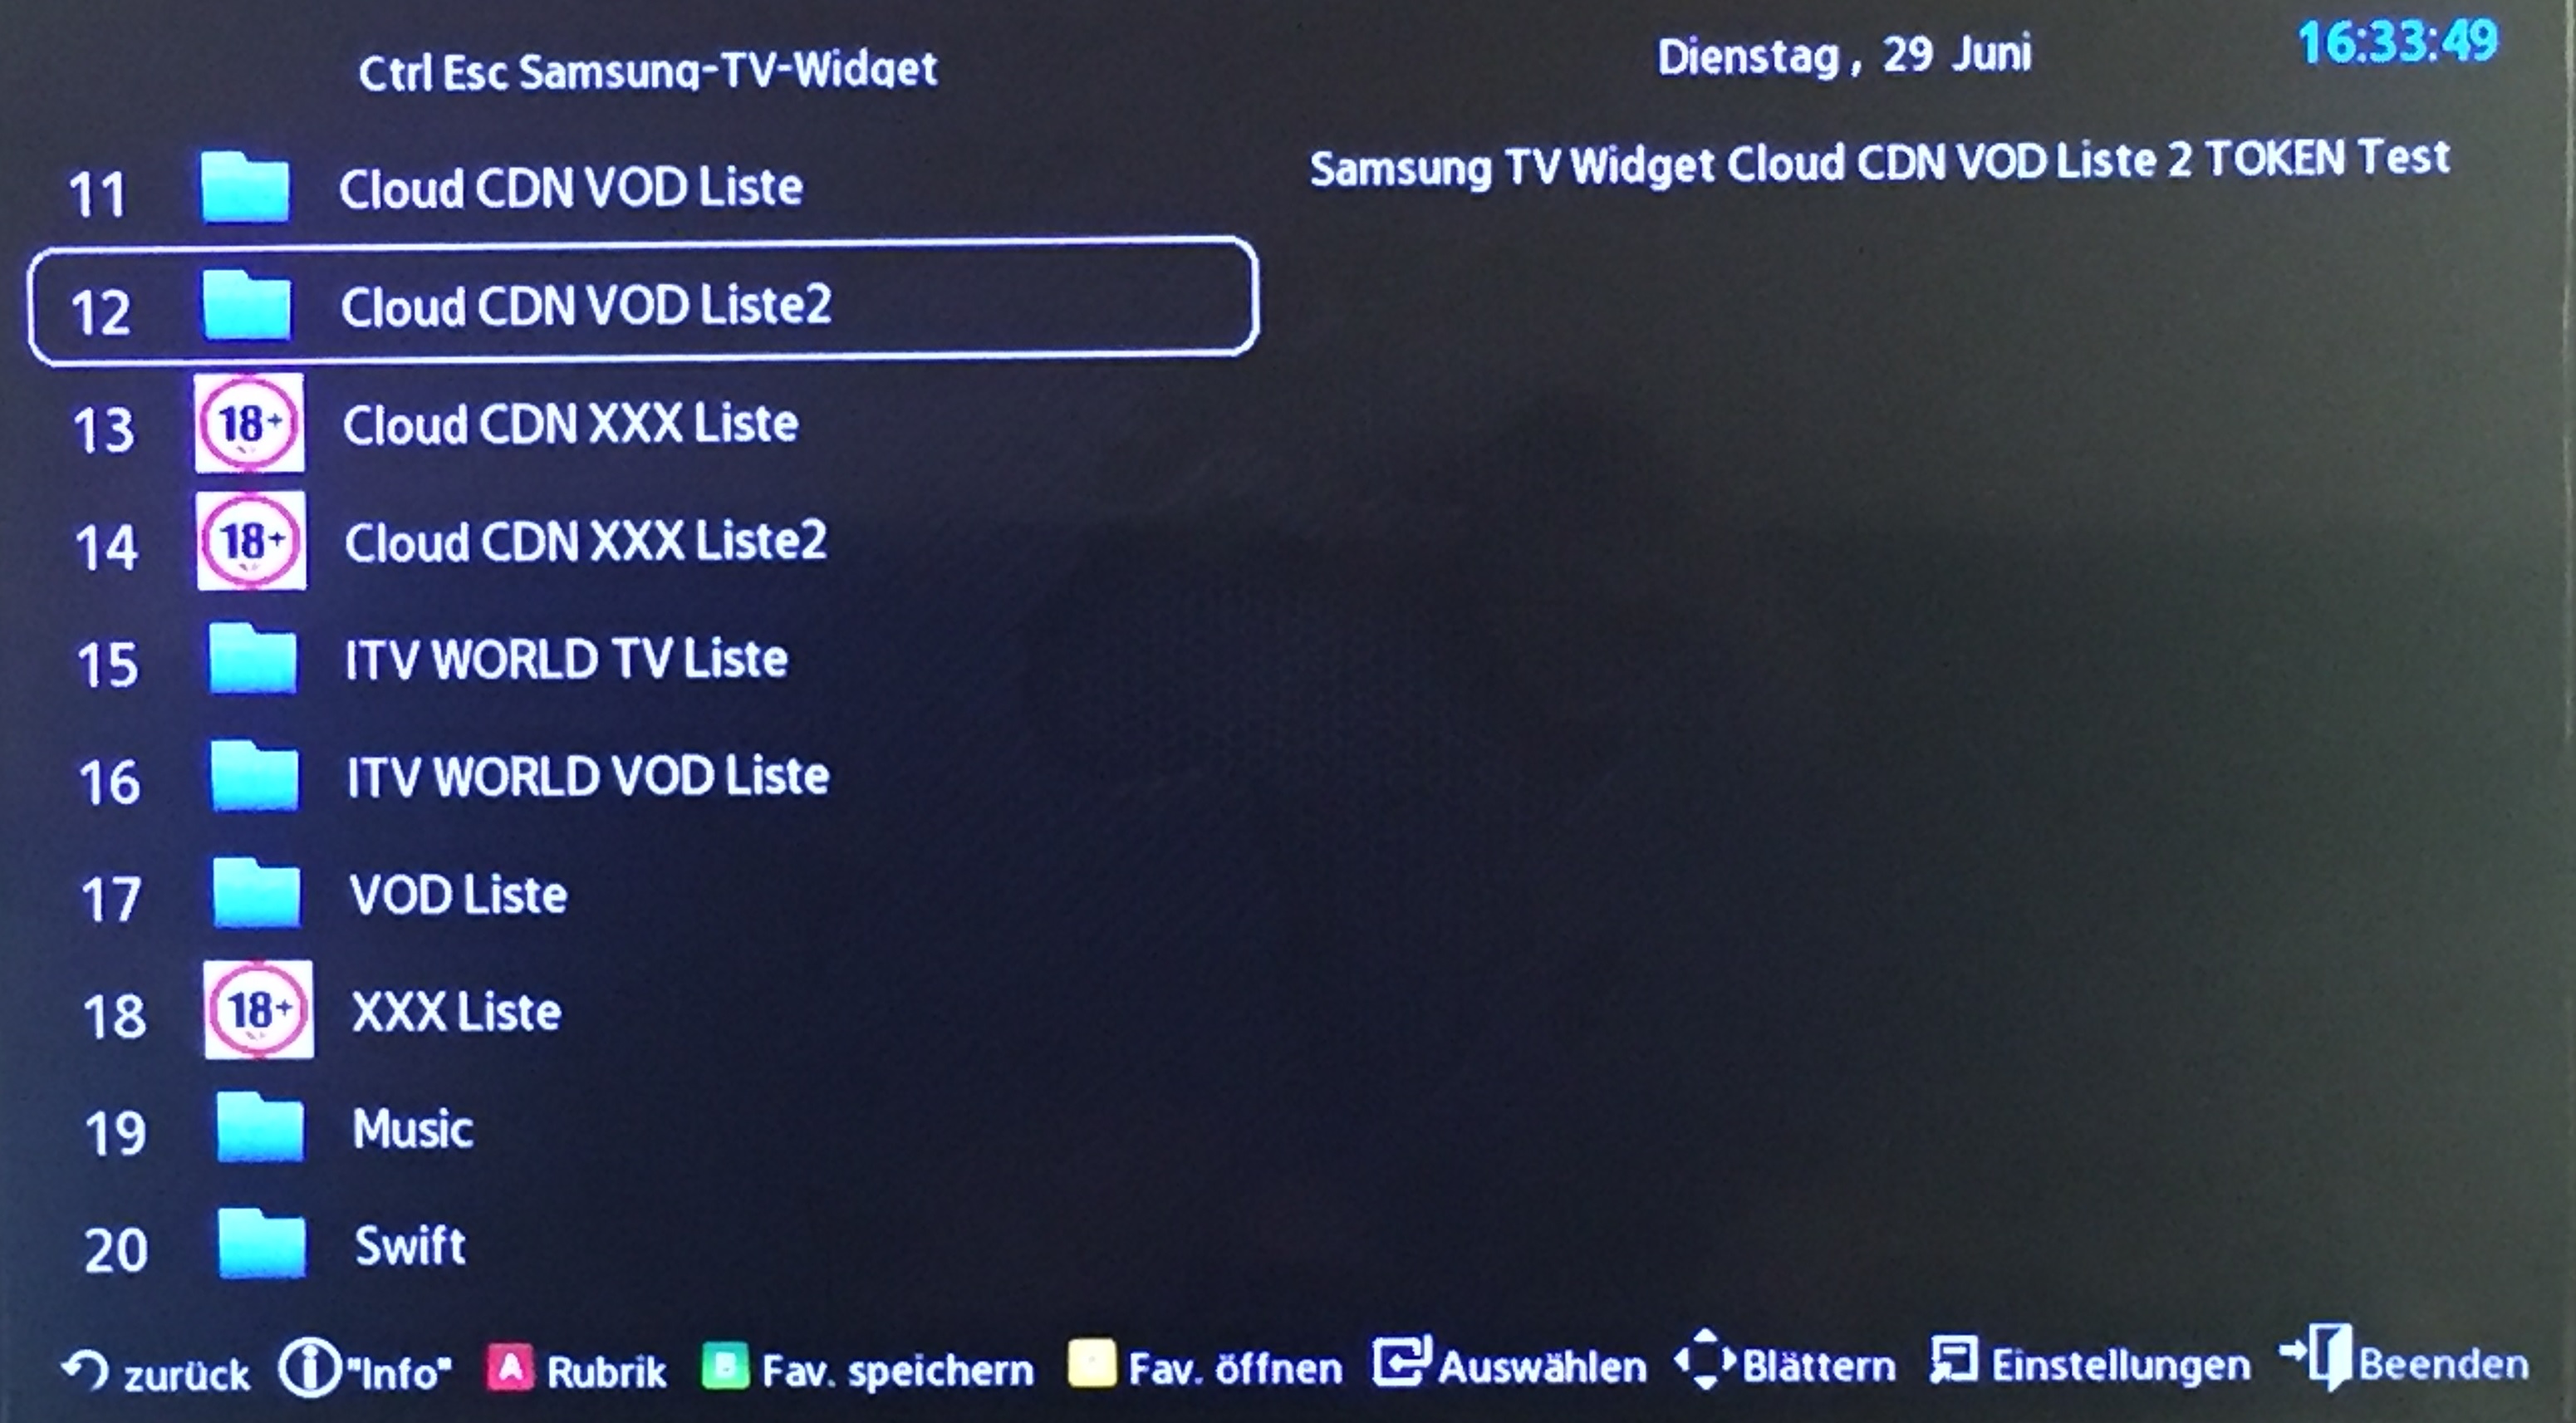 Ctrl Esc Samsung-TV-Widget
Dienstag, 29 Juni
16:33:49
Samsung TV Widget Cloud CDN VOD Liste 2 TOKEN Test
11 Cloud CDN VOD Liste
12 Cloud CDN VOD Liste2
13 18+ Cloud CDN XXX Liste
14 18+ Cloud CDN XXX Liste2
15 ITV WORLD TV Liste
16 ITV WORLD VOD Liste
17 VOD Liste
18 18+ XXX Liste
19 Music
20 Swift
zurück i "Info" A Rubrik B Fav. speichern Fav. öffnen Auswählen Blättern Einstellungen Beenden